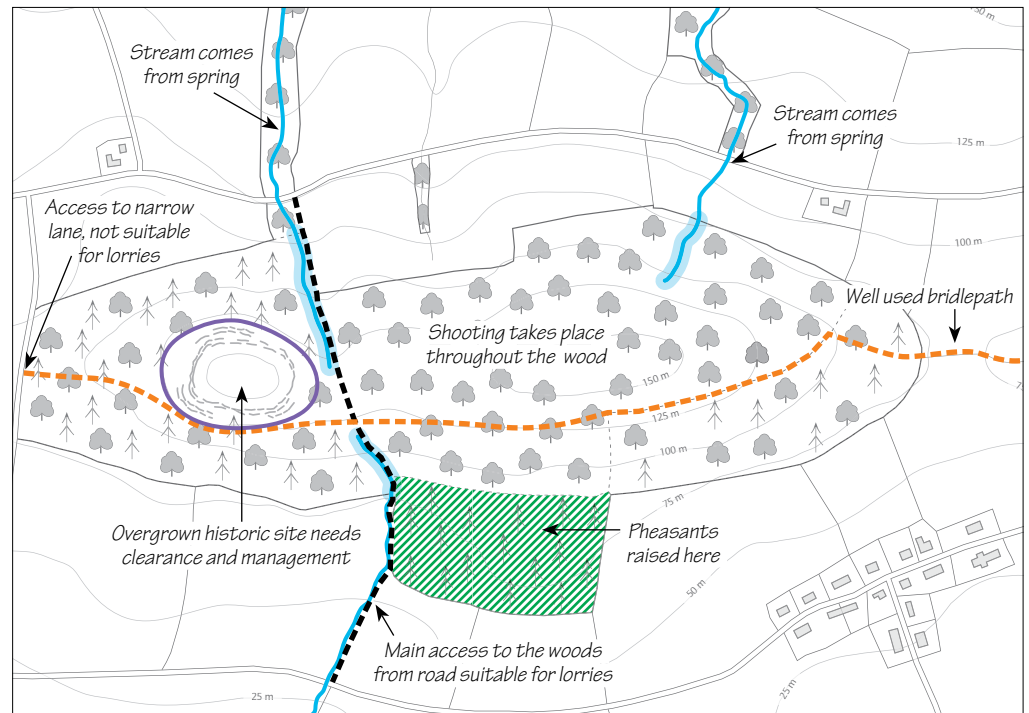 150 m
Stream comes
from spring
Stream comes
from spring
125 m
Access to narrow
lane, not suitable
for lorries
100 m
Well used bridlepath
Shooting takes place
throughout the wood
150 m
125 m
100 m
75 m
Overgrown historic site needs
clearance and management
Pheasants
raised here
50 m
Main access to the woods
from road suitable for lorries
25 m
25 m